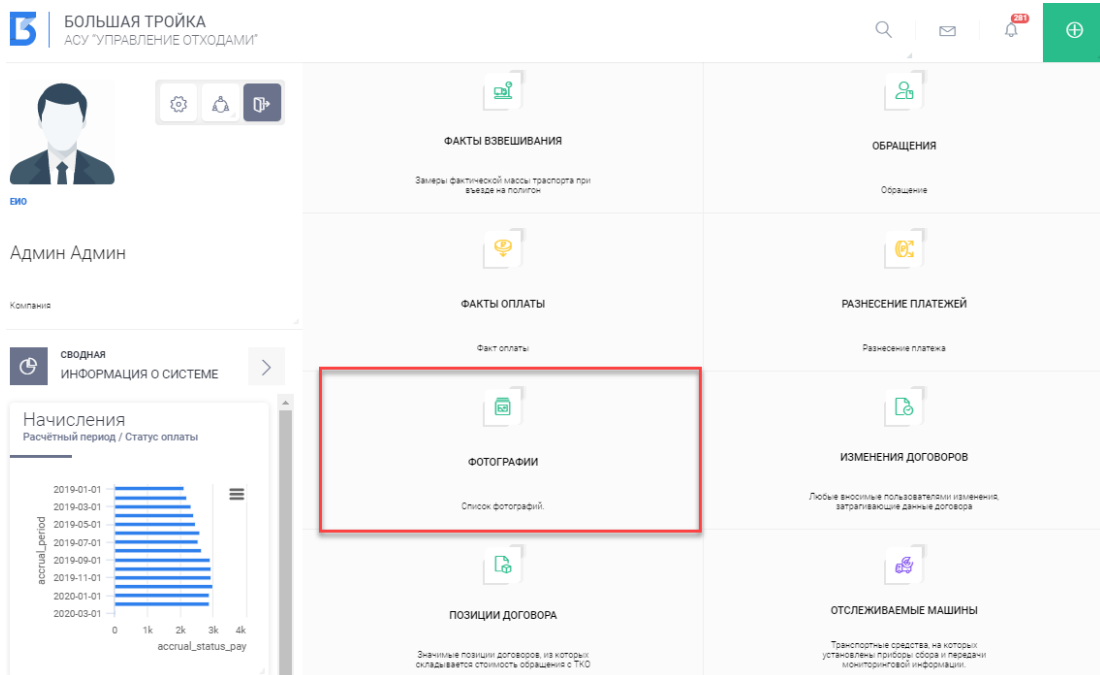 БОЛЬШАЯ ТРОЙКА
АСУ "УПРАВЛЕНИЕ ОТХОДАМИ"
281
ЕИО
Админ Админ
Компания
СВОДНАЯ
ИНФОРМАЦИЯ О СИСТЕМЕ
Начисления
Расчётный период / Статус оплаты
accrual_period
2019-01-01
2019-03-01
2019-05-01
2019-07-01
2019-09-01
2019-11-01
2020-01-01
2020-03-01
0 1k 2k 3k 4k
accrual_status_pay
ФАКТЫ ВЗВЕШИВАНИЯ
Замеры фактической массы траспорта при
въезде на полигон
ОБРАЩЕНИЯ
Обращение
ФАКТЫ ОПЛАТЫ
Факт оплаты
РАЗНЕСЕНИЕ ПЛАТЕЖЕЙ
Разнесение платежа
ФОТОГРАФИИ
Список фотографий.
ИЗМЕНЕНИЯ ДОГОВОРОВ
Любые вносимые пользователями изменения,
затрагивающие данные договора
ПОЗИЦИИ ДОГОВОРА
Значимые позиции договоров, из которых
складывается стоимость обращения с ТКО
ОТСЛЕЖИВАЕМЫЕ МАШИНЫ
Транспортные средства, на которых
установлены приборы сбора и передачи
мониторинговой информации.